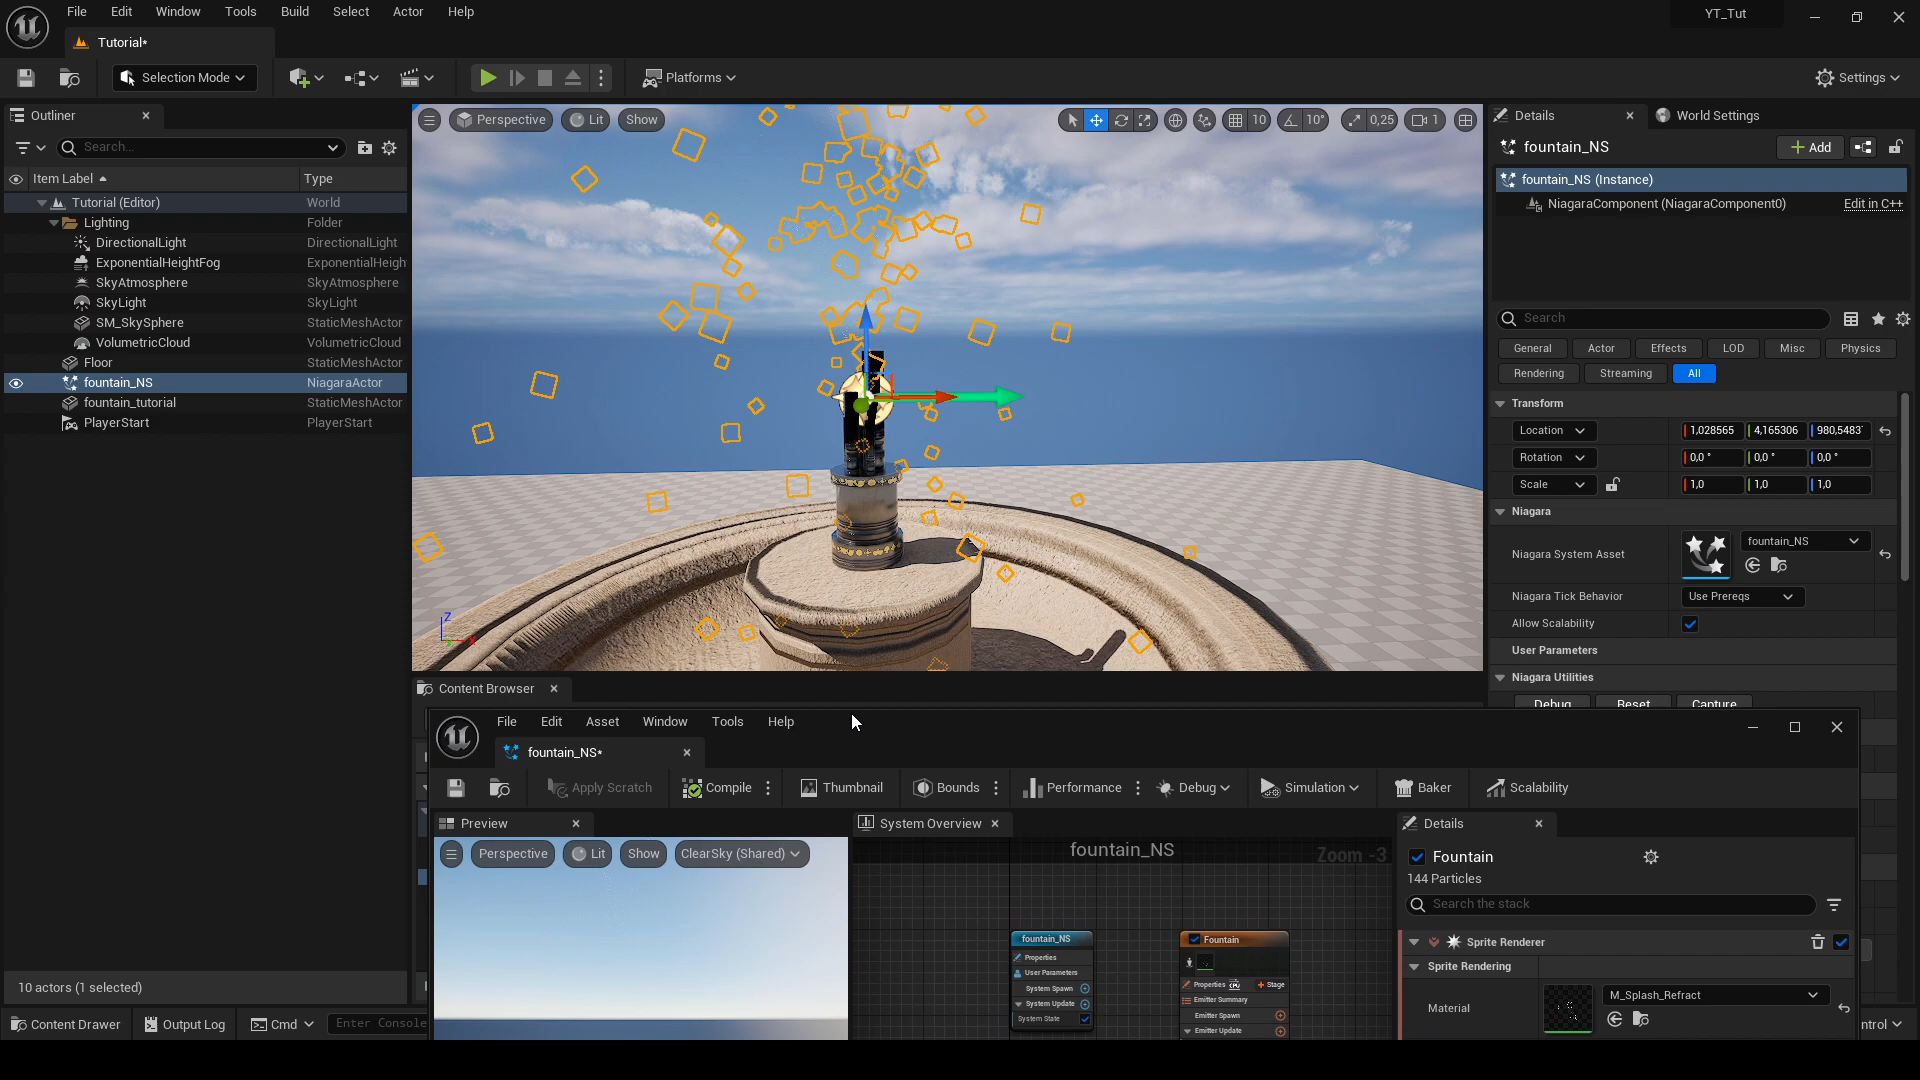 File Edit Window Tools Build Select Actor Help
YT_Tut
Tutorial*
Selection Mode
Platforms
Settings
Outliner
Search...
Item Label Type
Tutorial (Editor) World
Lighting Folder
DirectionalLight DirectionalLight
ExponentialHeightFog ExponentialHeigh
SkyAtmosphere SkyAtmosphere
SkyLight SkyLight
SM_SkySphere StaticMeshActor
VolumetricCloud VolumetricCloud
Floor StaticMeshActor
fountain_NS NiagaraActor
fountain_tutorial StaticMeshActor
PlayerStart PlayerStart
10 actors (1 selected)
Content Drawer Output Log Cmd Enter Console
Perspective Lit Show 10 10° 0,25 1
Z
X
Details World Settings
fountain_NS Add
fountain_NS (Instance)
NiagaraComponent (NiagaraComponent0) Edit in C++
Search
General Actor Effects LOD Misc Physics
Rendering Streaming All
Transform
Location 1,028565 4,165306 980,5483
Rotation 0,0 ° 0,0 ° 0,0 °
Scale 1,0 1,0 1,0
Niagara
Niagara System Asset fountain_NS
Niagara Tick Behavior Use Prereqs
Allow Scalability
User Parameters
Niagara Utilities
Debug Reset Capture
ntrol
Content Browser
File Edit Asset Window Tools Help
fountain_NS*
Apply Scratch Compile Thumbnail Bounds Performance Debug Simulation Baker Scalability
Preview
Perspective Lit Show ClearSky (Shared)
System Overview
fountain_NS
Zoom -3
fountain_NS
Properties
User Parameters
System Spawn
System Update
System State
Fountain
Properties CPU Stage
Emitter Summary
Emitter Spawn
Emitter Update
Details
Fountain
144 Particles
Search the stack
Sprite Renderer
Sprite Rendering
Material M_Splash_Refract